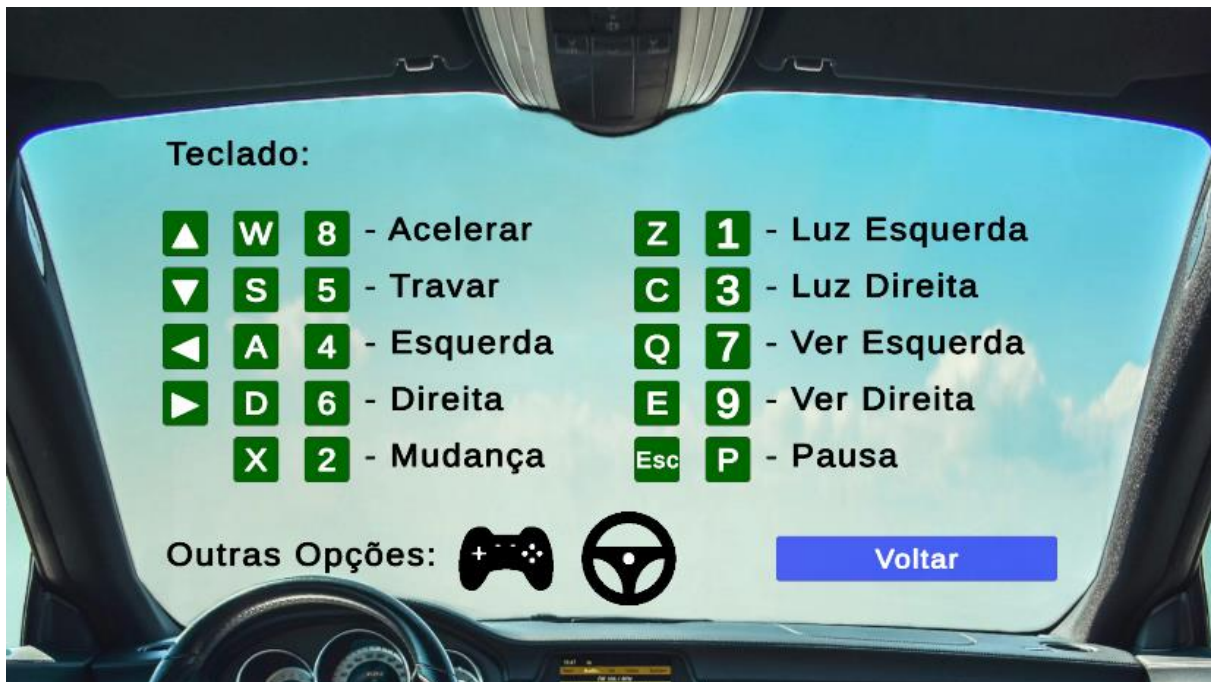 Teclado:
W 8 - Acelerar
S 5 - Travar
A 4 - Esquerda
D 6 - Direita
X 2 - Mudança
Z 1 - Luz Esquerda
C 3 - Luz Direita
Q 7 - Ver Esquerda
E 9 - Ver Direita
Esc P - Pausa
Outras Opções:
Voltar